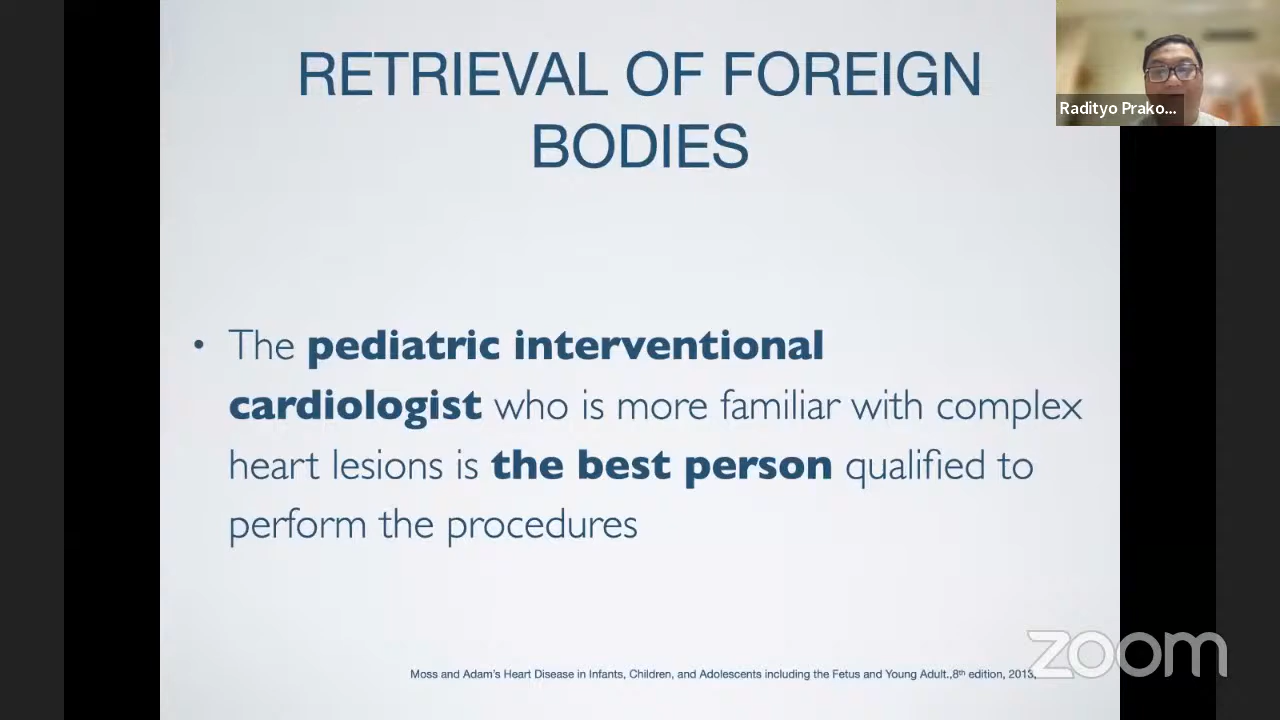 RETRIEVAL OF FOREIGN
BODIES
Radityo Prako...
• The pediatric interventional
cardiologist who is more familiar with complex
heart lesions is the best person qualified to
perform the procedures
Moss and Adam's Heart Disease in Infants, Children, and Adolescents including the Fetus and Young Adult.,8th edition, 2013,
zoom